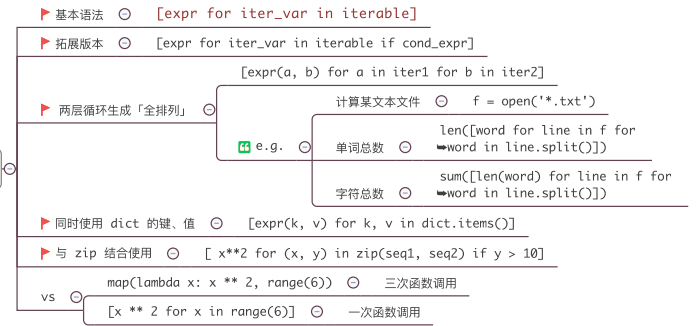 基本语法
[expr for iter_var in iterable]
拓展版本
[expr for iter_var in iterable if cond_expr]
两层循环生成「全排列」
[expr(a, b) for a in iter1 for b in iter2]
e.g.
计算某文本文件
f = open('*.txt')
单词总数
len([word for line in f for
➥word in line.split()])
字符总数
sum([len(word) for line in f for
➥word in line.split()])
同时使用 dict 的键、值
[expr(k, v) for k, v in dict.items()]
与 zip 结合使用
[ x**2 for (x, y) in zip(seq1, seq2) if y > 10]
vs
map(lambda x: x ** 2, range(6))
三次函数调用
[x ** 2 for x in range(6)]
一次函数调用